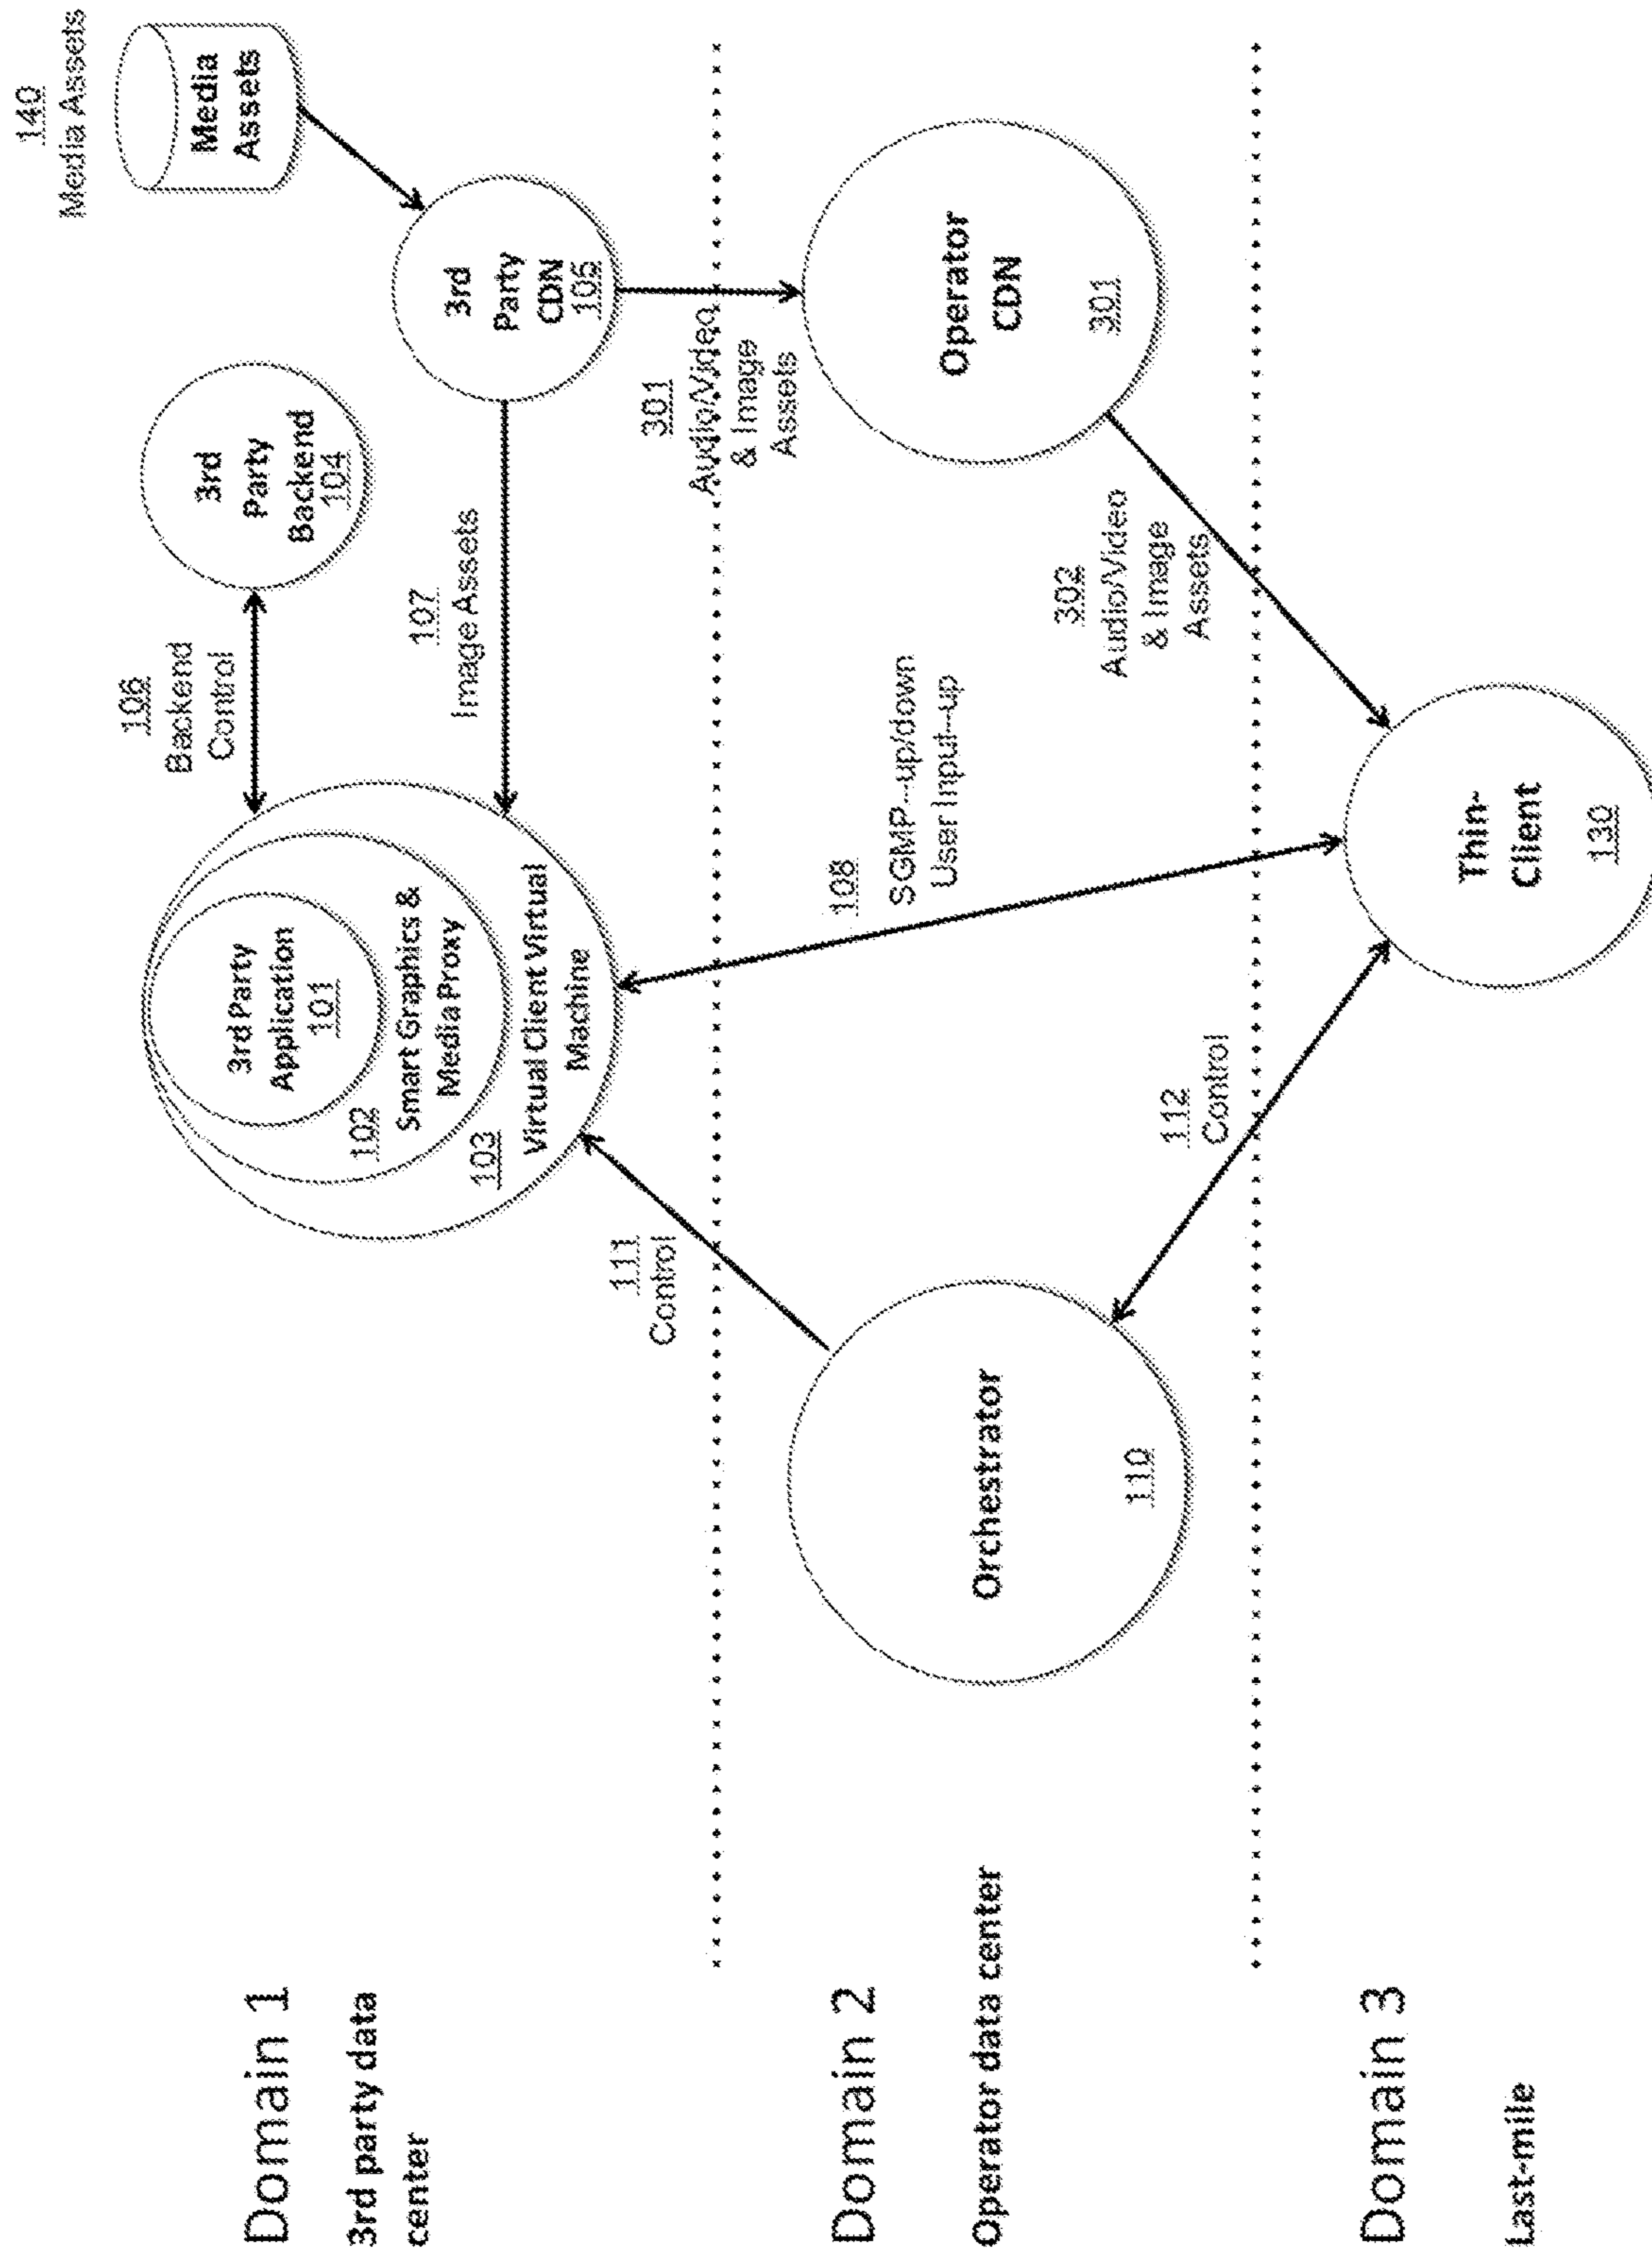 Domain 1
3rd party data
center
3rd Party
Application
101
102
Smart Graphics &
Media Proxy
103
Virtual Client Virtual
Machine
106
Backend
Control
3rd
Party
Backend
104
140
Media Assets
Media
Assets
107
Image Assets
3rd
Party
CDN
105
111
Control
301
Audio/Video
& Image
Assets
Domain 2
Operator data center
Orchestrator
110
108
SGMP---up/down
User Input--up
Operator
CDN
301
302
Audio/Video
& Image
Assets
112
Control
Domain 3
Last-mile
Thin-
Client
130